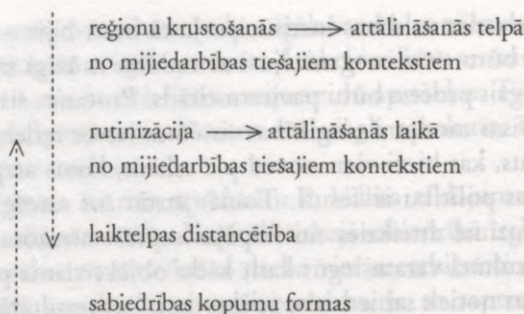 reģionu kristošanās → attālināšanās telpā
no mijiedarbības tiešajiem kontekstiem
rutinizācija → attālināšanās laikā
no mijiedarbības tiešajiem kontekstiem
laiktelpas distancētība
sabiedrības kopumu formas